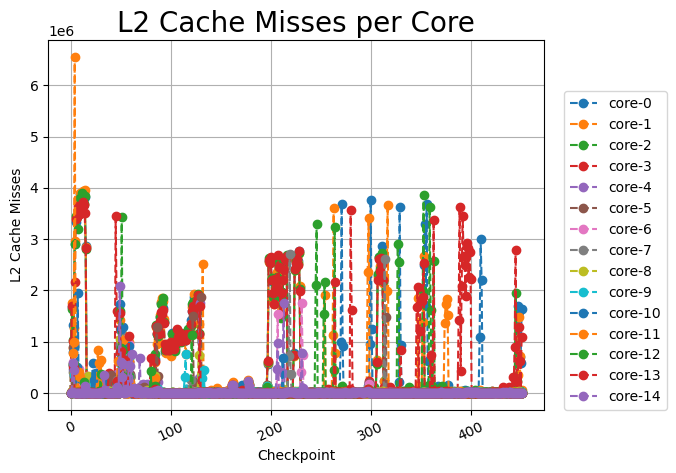 L2 Cache Misses per Core
1e6
6
5
4
3
2
1
0
L2 Cache Misses
0
100
200
300
400
Checkpoint
core-0
core-1
core-2
core-3
core-4
core-5
core-6
core-7
core-8
core-9
core-10
core-11
core-12
core-13
core-14